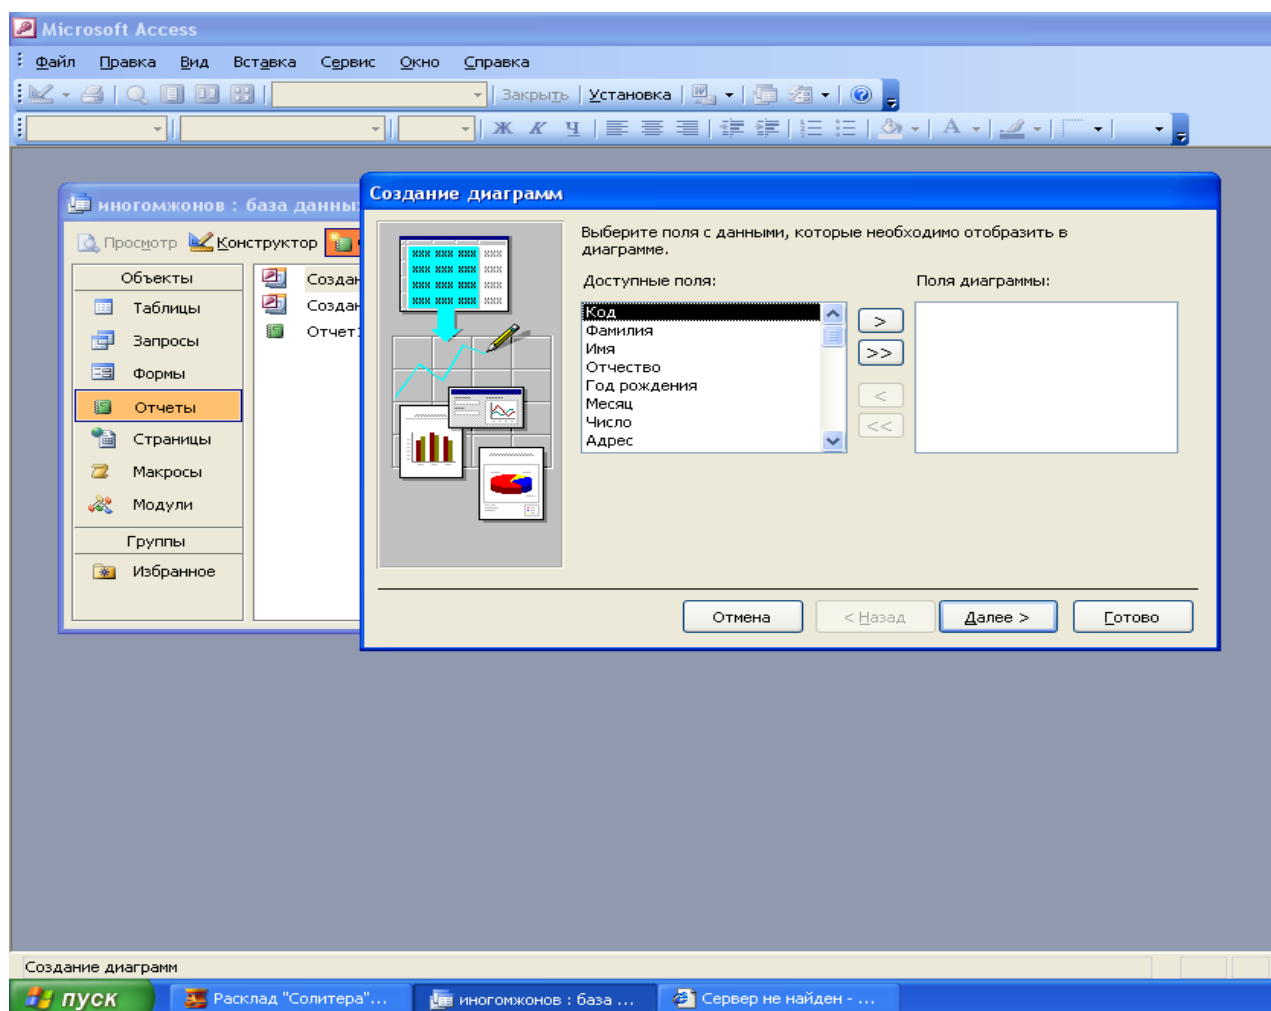 Microsoft Access
Файл Правка Вид Вставка Сервис Окно Справка
Закрыть Установка
Ж К Ч А
иногомжонов : база данных
Просмотр Конструктор
Объекты
Таблицы
Запросы
Формы
Отчеты
Страницы
Макросы
Модули
Группы
Избранное
Создан
Создан
Отчет1
Создание диаграмм
Выберите поля с данными, которые необходимо отобразить в
диаграмме.
Доступные поля:
Поля диаграммы:
Код
Фамилия
Имя
Отчество
Год рождения
Месяц
Число
Адрес
>
>>
<
<<
Отмена < Назад Далее > Готово
Создание диаграмм
пуск Расклад "Солитера"... иногомжонов : база ... Сервер не найден - ...